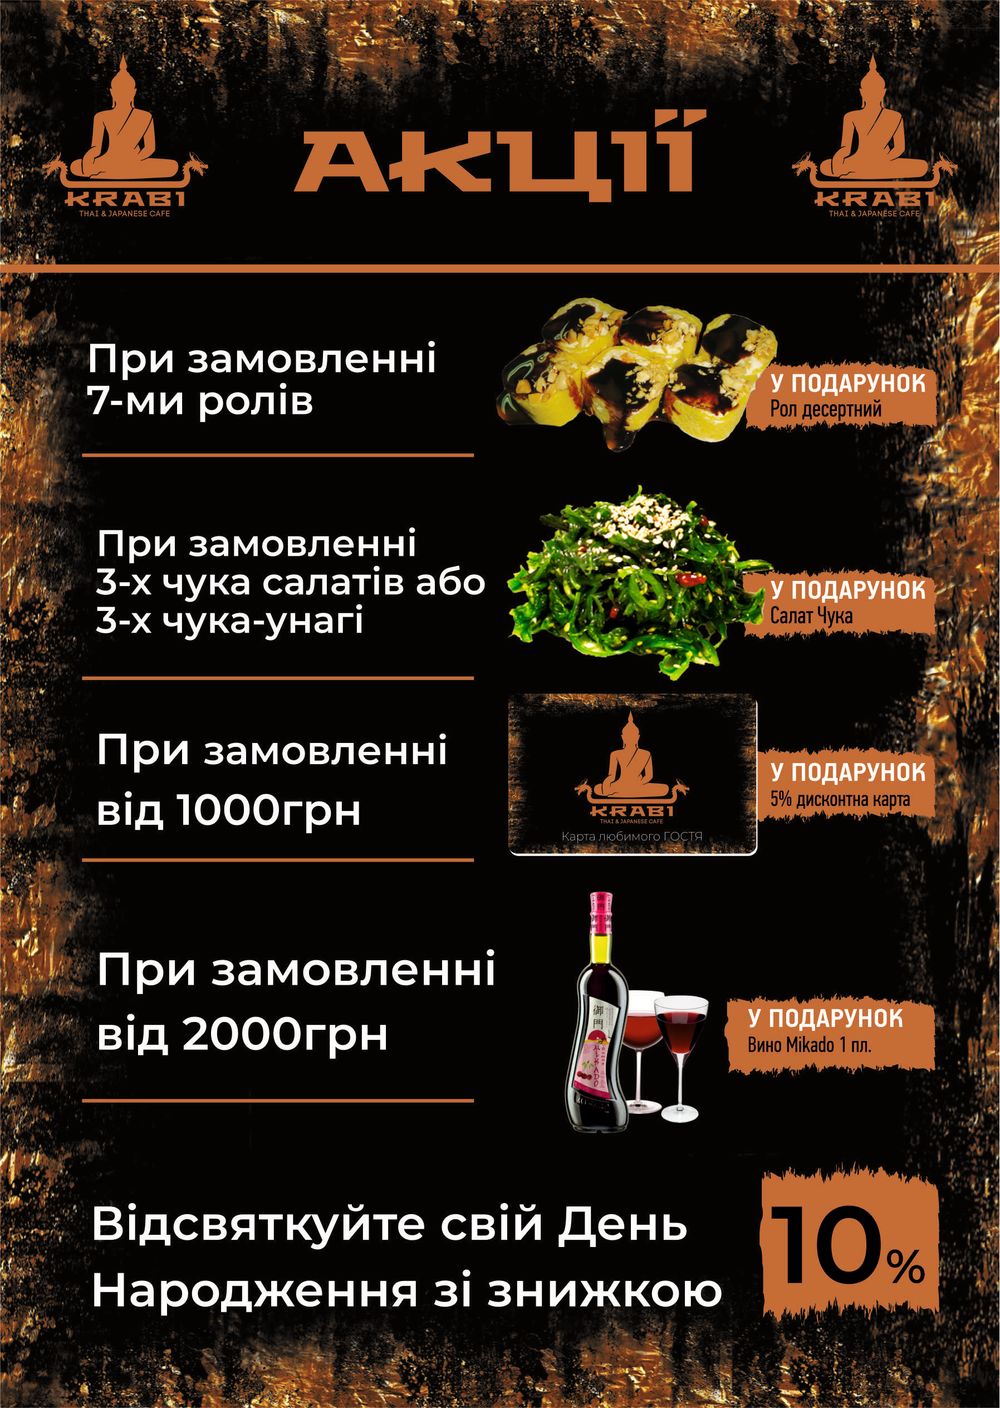 KRABI
THAI & JAPANESE CAFE
АКЦІЇ
KRABI
THAI & JAPANESE CAFE
При замовленні
7-ми ролів
У ПОДАРУНОК
Рол десертний
При замовленні
3-х чука салатів або
3-х чука-унагі
У ПОДАРУНОК
Салат Чука
При замовленні
від 1000грн
KRABI
THAI & JAPANESE CAFE
Карта любимого ГОСТЯ
У ПОДАРУНОК
5% дисконтна карта
При замовленні
від 2000грн
御
門
MIKADO
У ПОДАРУНОК
Вино Mikado 1 пл.
Відсвяткуйте свій День
Народження зі знижкою
10%